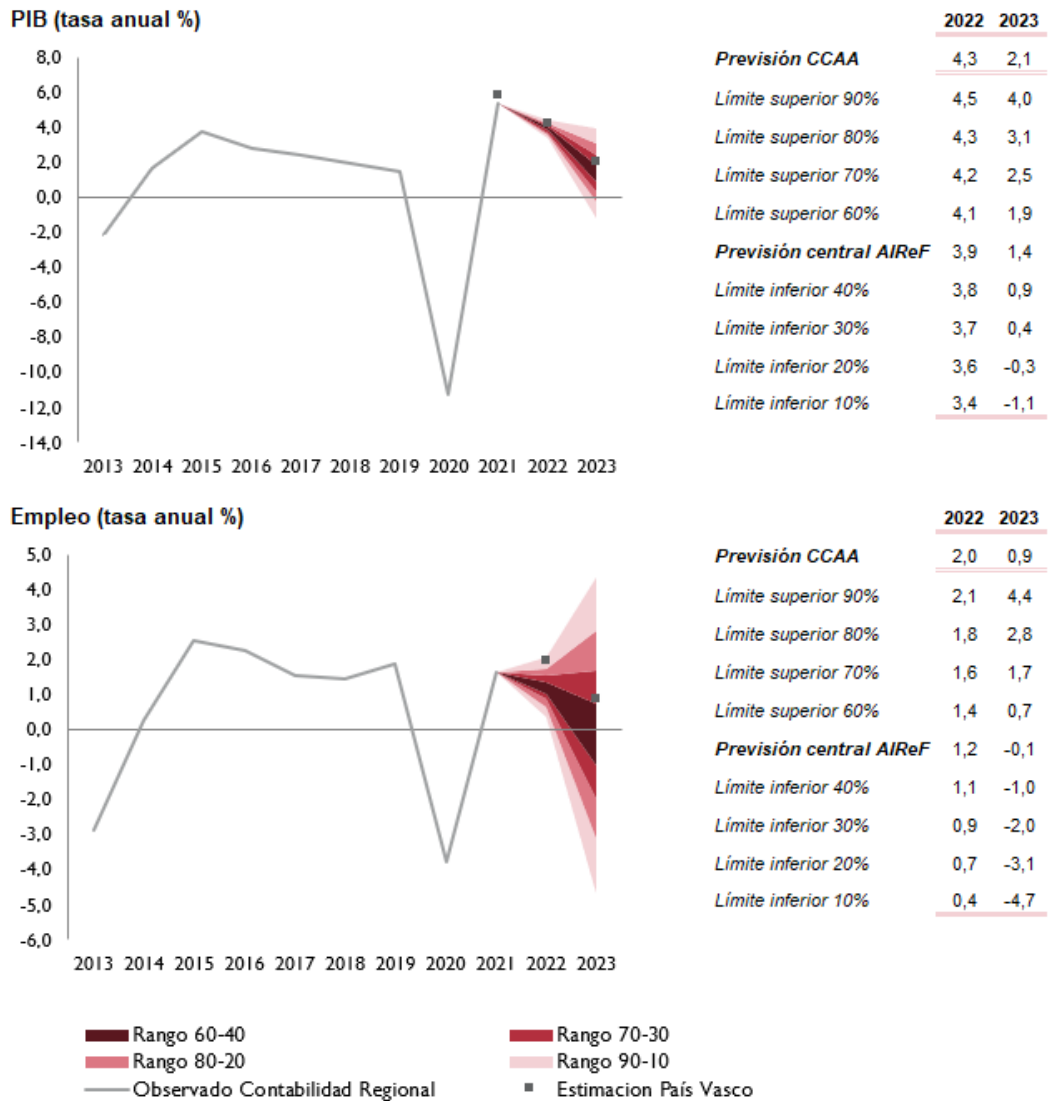 PIB (tasa anual %)
2022 2023
8,0
6,0
4,0
2,0
0,0
-2,0
-4,0
-6,0
-8,0
-10,0
-12,0
-14,0
2013 2014 2015 2016 2017 2018 2019 2020 2021 2022 2023
Previsión CCAA 4,3 2,1
Límite superior 90% 4,5 4,0
Límite superior 80% 4,3 3,1
Límite superior 70% 4,2 2,5
Límite superior 60% 4,1 1,9
Previsión central AIReF 3,9 1,4
Límite inferior 40% 3,8 0,9
Límite inferior 30% 3,7 0,4
Límite inferior 20% 3,6 -0,3
Límite inferior 10% 3,4 -1,1
Empleo (tasa anual %)
2022 2023
5,0
4,0
3,0
2,0
1,0
0,0
-1,0
-2,0
-3,0
-4,0
-5,0
-6,0
2013 2014 2015 2016 2017 2018 2019 2020 2021 2022 2023
Previsión CCAA 2,0 0,9
Límite superior 90% 2,1 4,4
Límite superior 80% 1,8 2,8
Límite superior 70% 1,6 1,7
Límite superior 60% 1,4 0,7
Previsión central AIReF 1,2 -0,1
Límite inferior 40% 1,1 -1,0
Límite inferior 30% 0,9 -2,0
Límite inferior 20% 0,7 -3,1
Límite inferior 10% 0,4 -4,7
Rango 60-40 Rango 70-30
Rango 80-20 Rango 90-10
Observado Contabilidad Regional Estimacion País Vasco